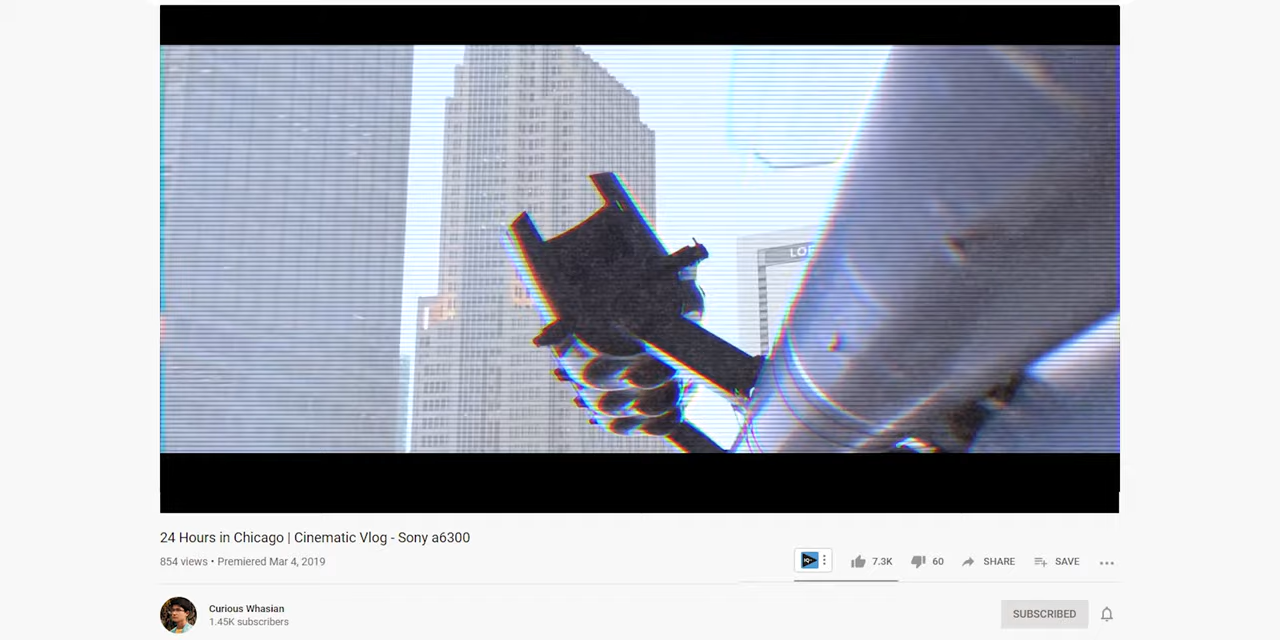 LO
24 Hours in Chicago | Cinematic Vlog - Sony a6300
854 views • Premiered Mar 4, 2019
7.3K
60
SHARE
SAVE
Curious Whasian
1.45K subscribers
SUBSCRIBED